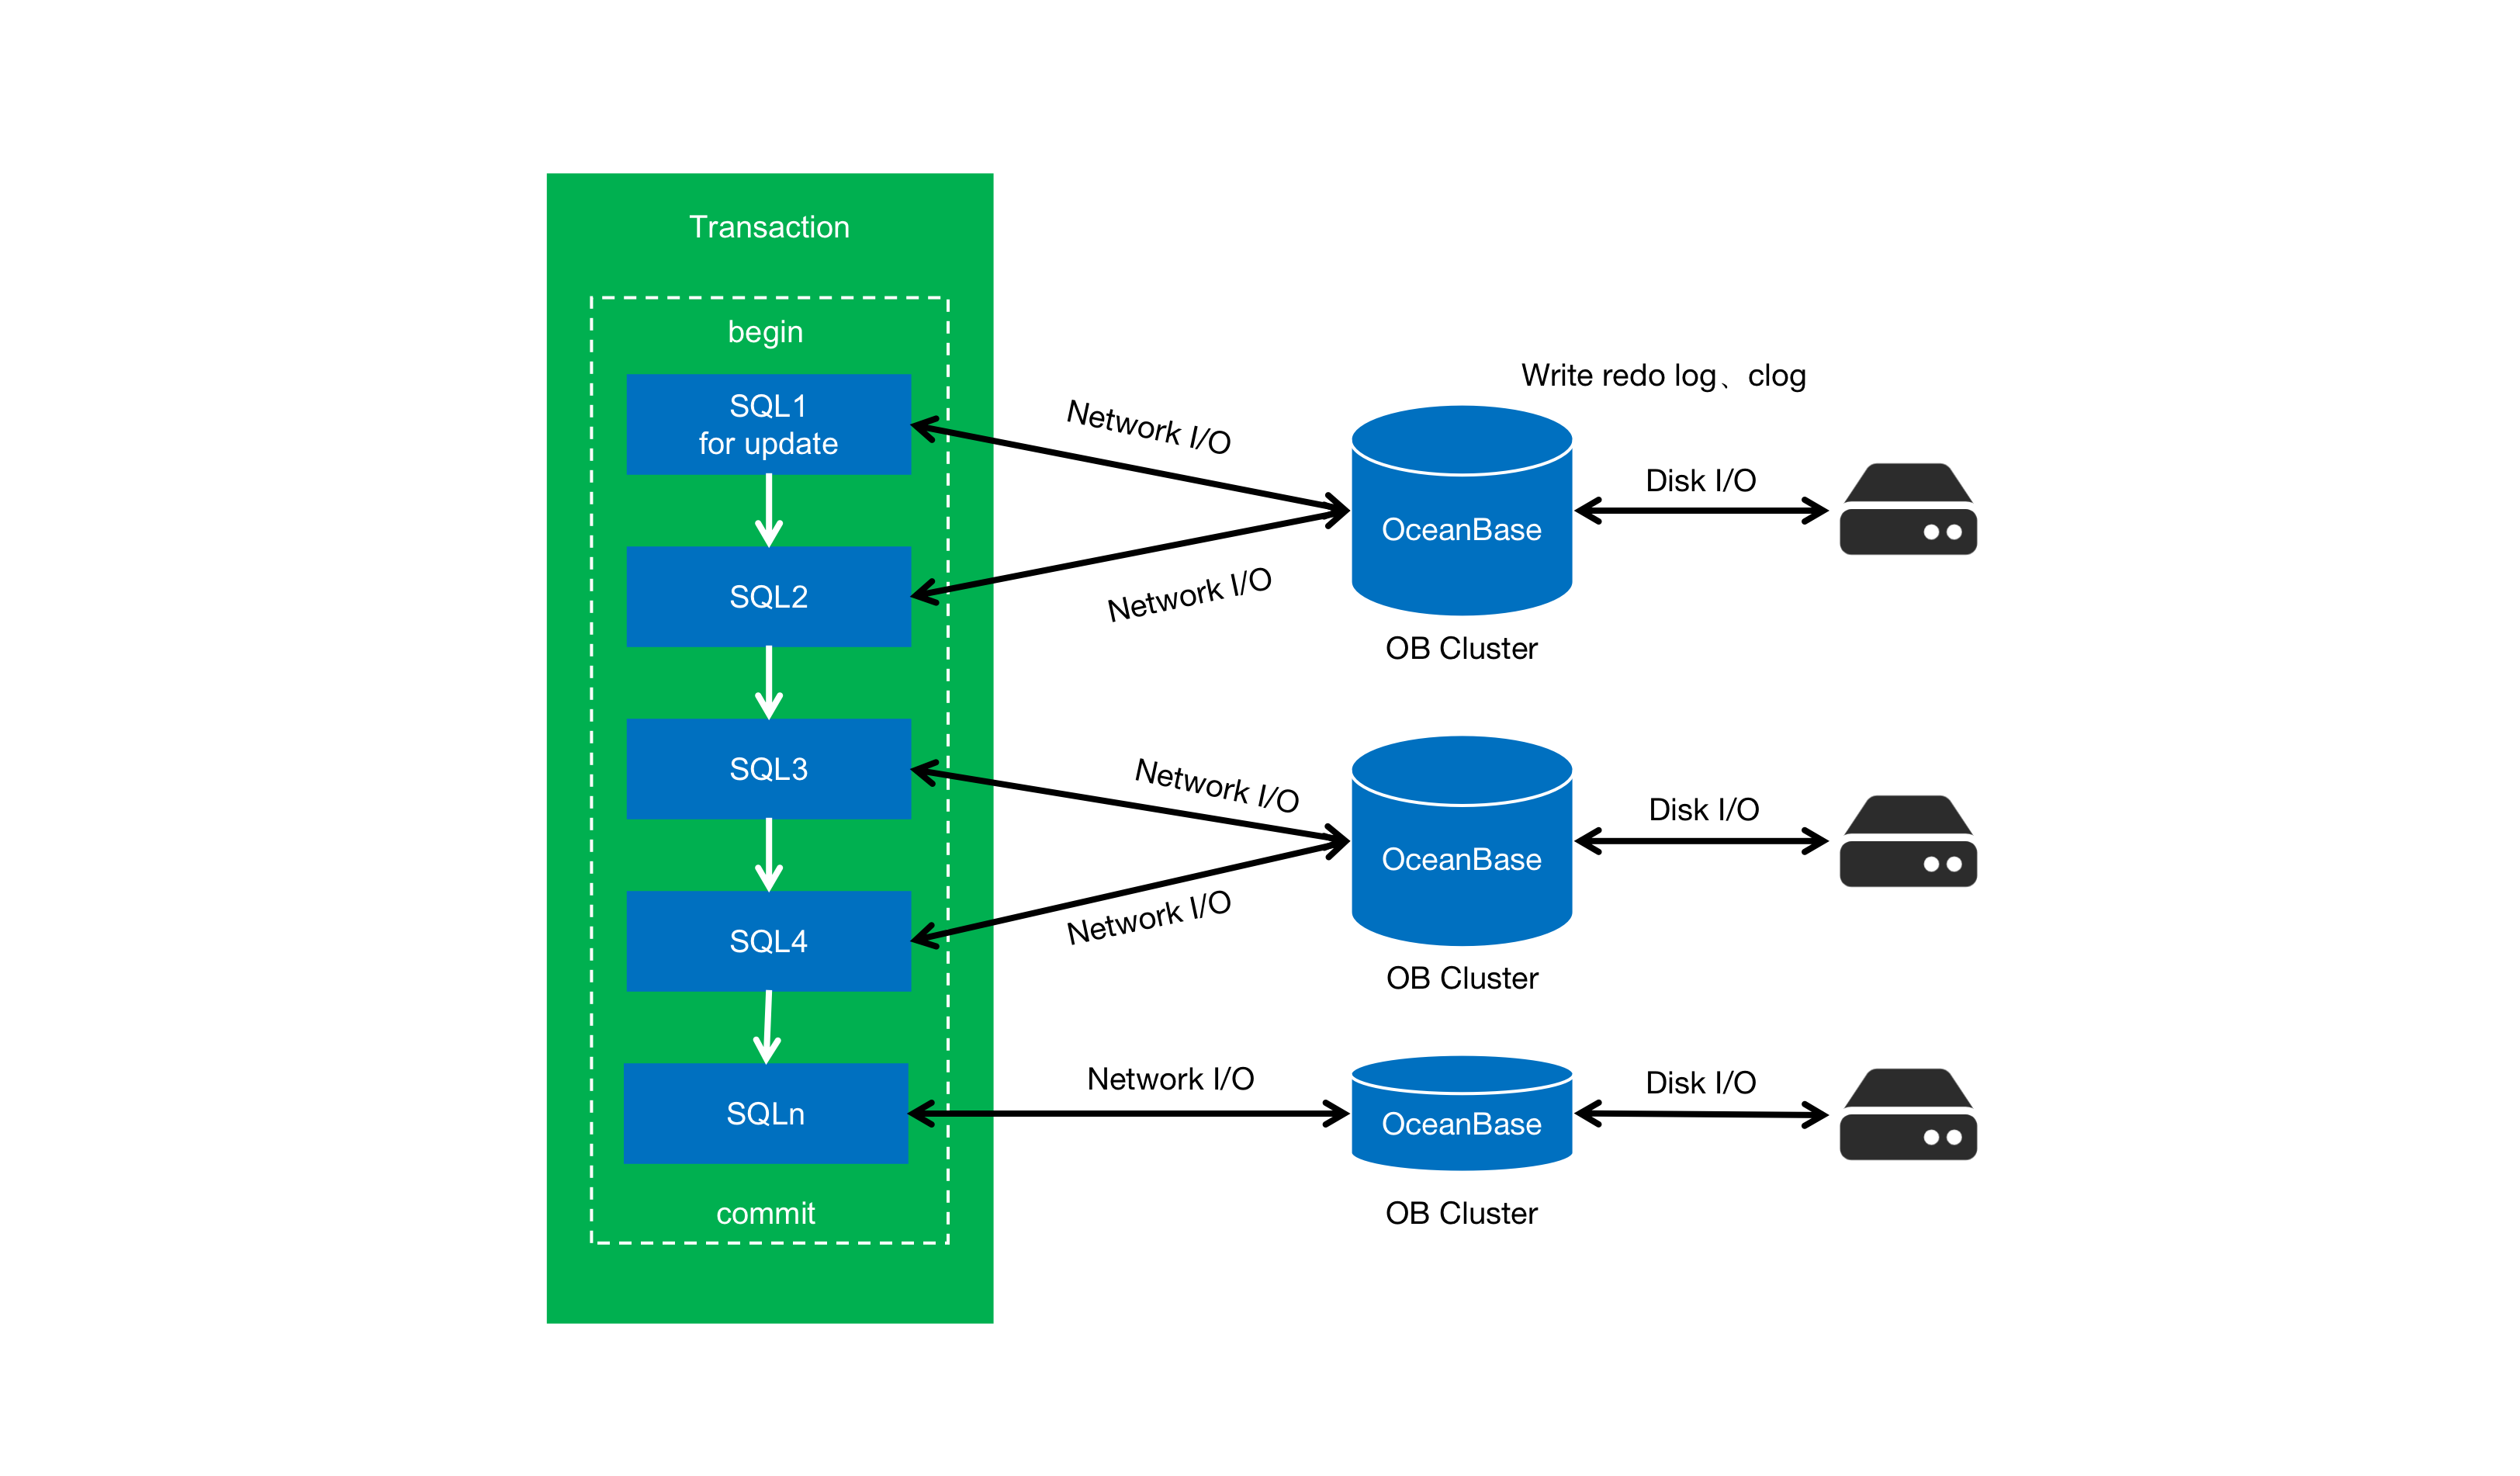 Transaction
begin
SQL1
for update
SQL2
SQL3
SQL4
SQLn
commit
Network I/O
Network I/O
Network I/O
Network I/O
Network I/O
Write redo log、clog
OceanBase
OB Cluster
Disk I/O
OceanBase
OB Cluster
Disk I/O
OceanBase
OB Cluster
Disk I/O